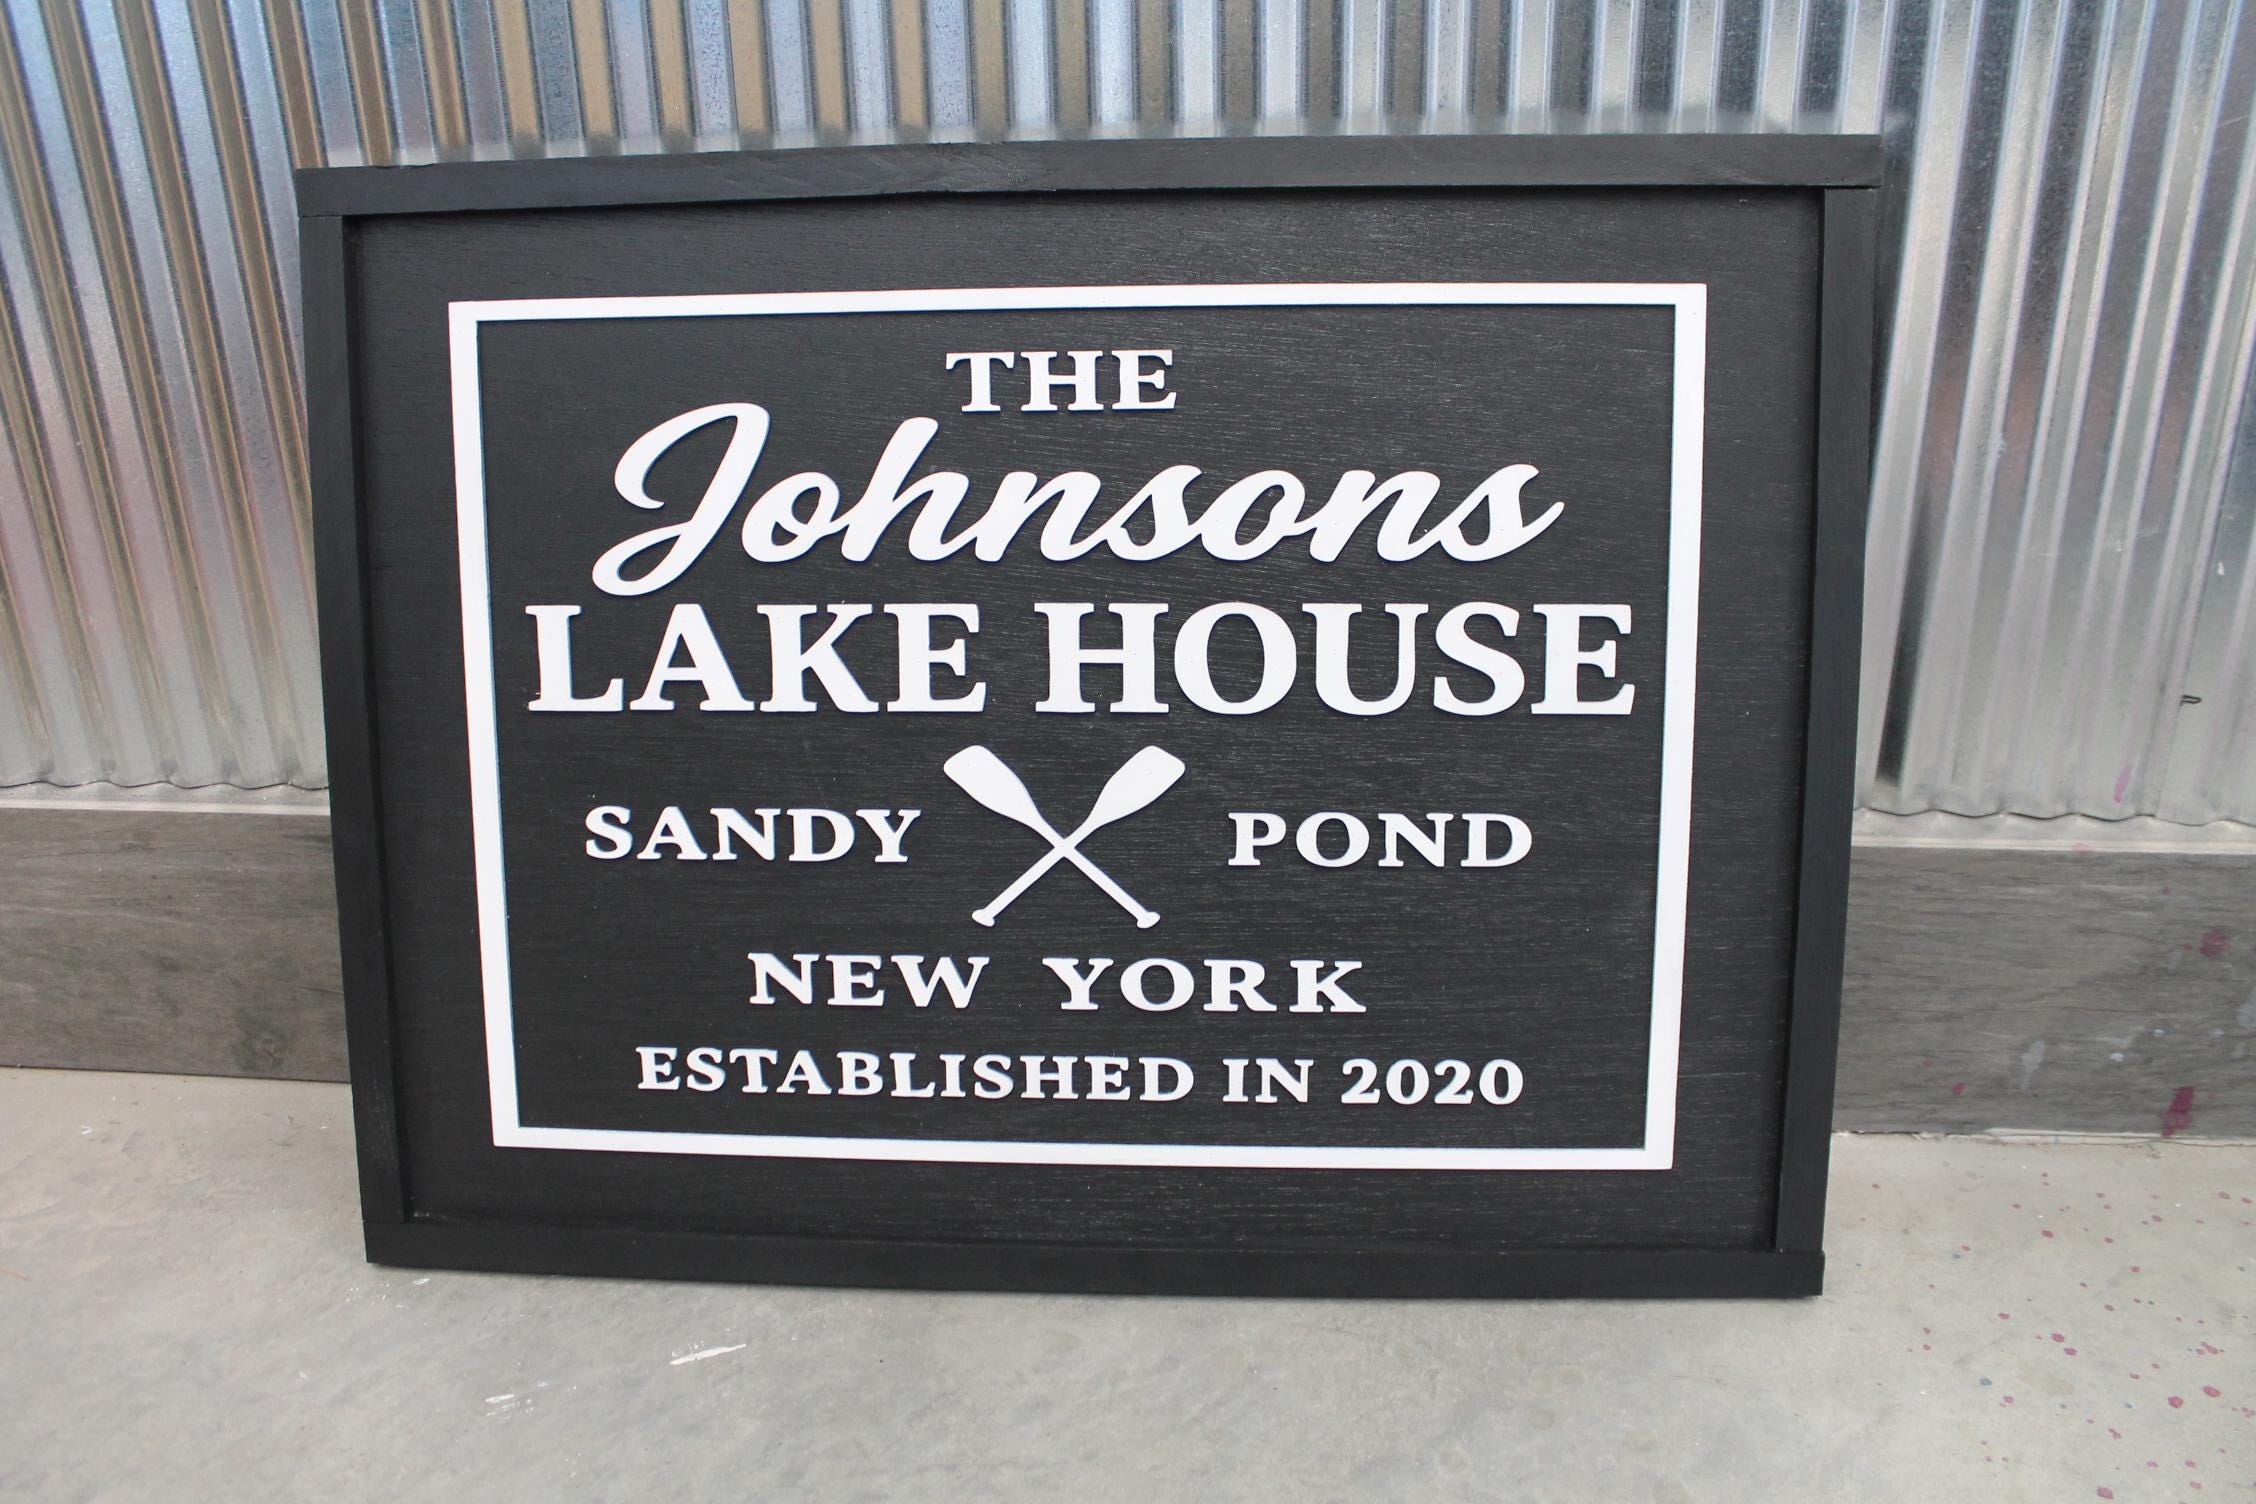 THE
Johnsons
LAKE HOUSE
SANDY POND
NEW YORK
ESTABLISHED IN 2020